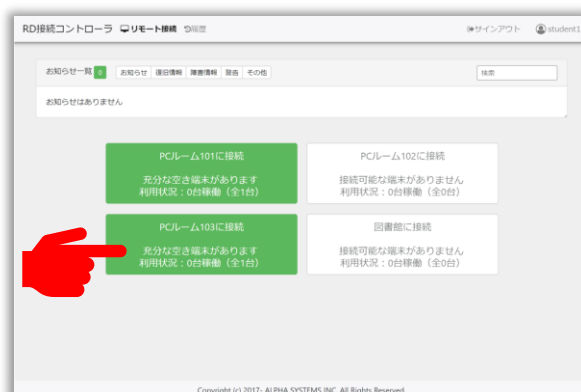 RD接続コントローラ リモート接続 履歴 サインアウト student1
お知らせ一覧 0 お知らせ 復旧情報 障害情報 警告 その他 検索
お知らせはありません
PCルーム101に接続
充分な空き端末があります
利用状況：0台稼働（全1台）
PCルーム102に接続
接続可能な端末がありません
利用状況：0台稼働（全0台）
PCルーム103に接続
充分な空き端末があります
利用状況：0台稼働（全1台）
図書館に接続
接続可能な端末がありません
利用状況：0台稼働（全0台）
Copyright (c) 2017- ALPHA SYSTEMS INC. All Rights Reserved.